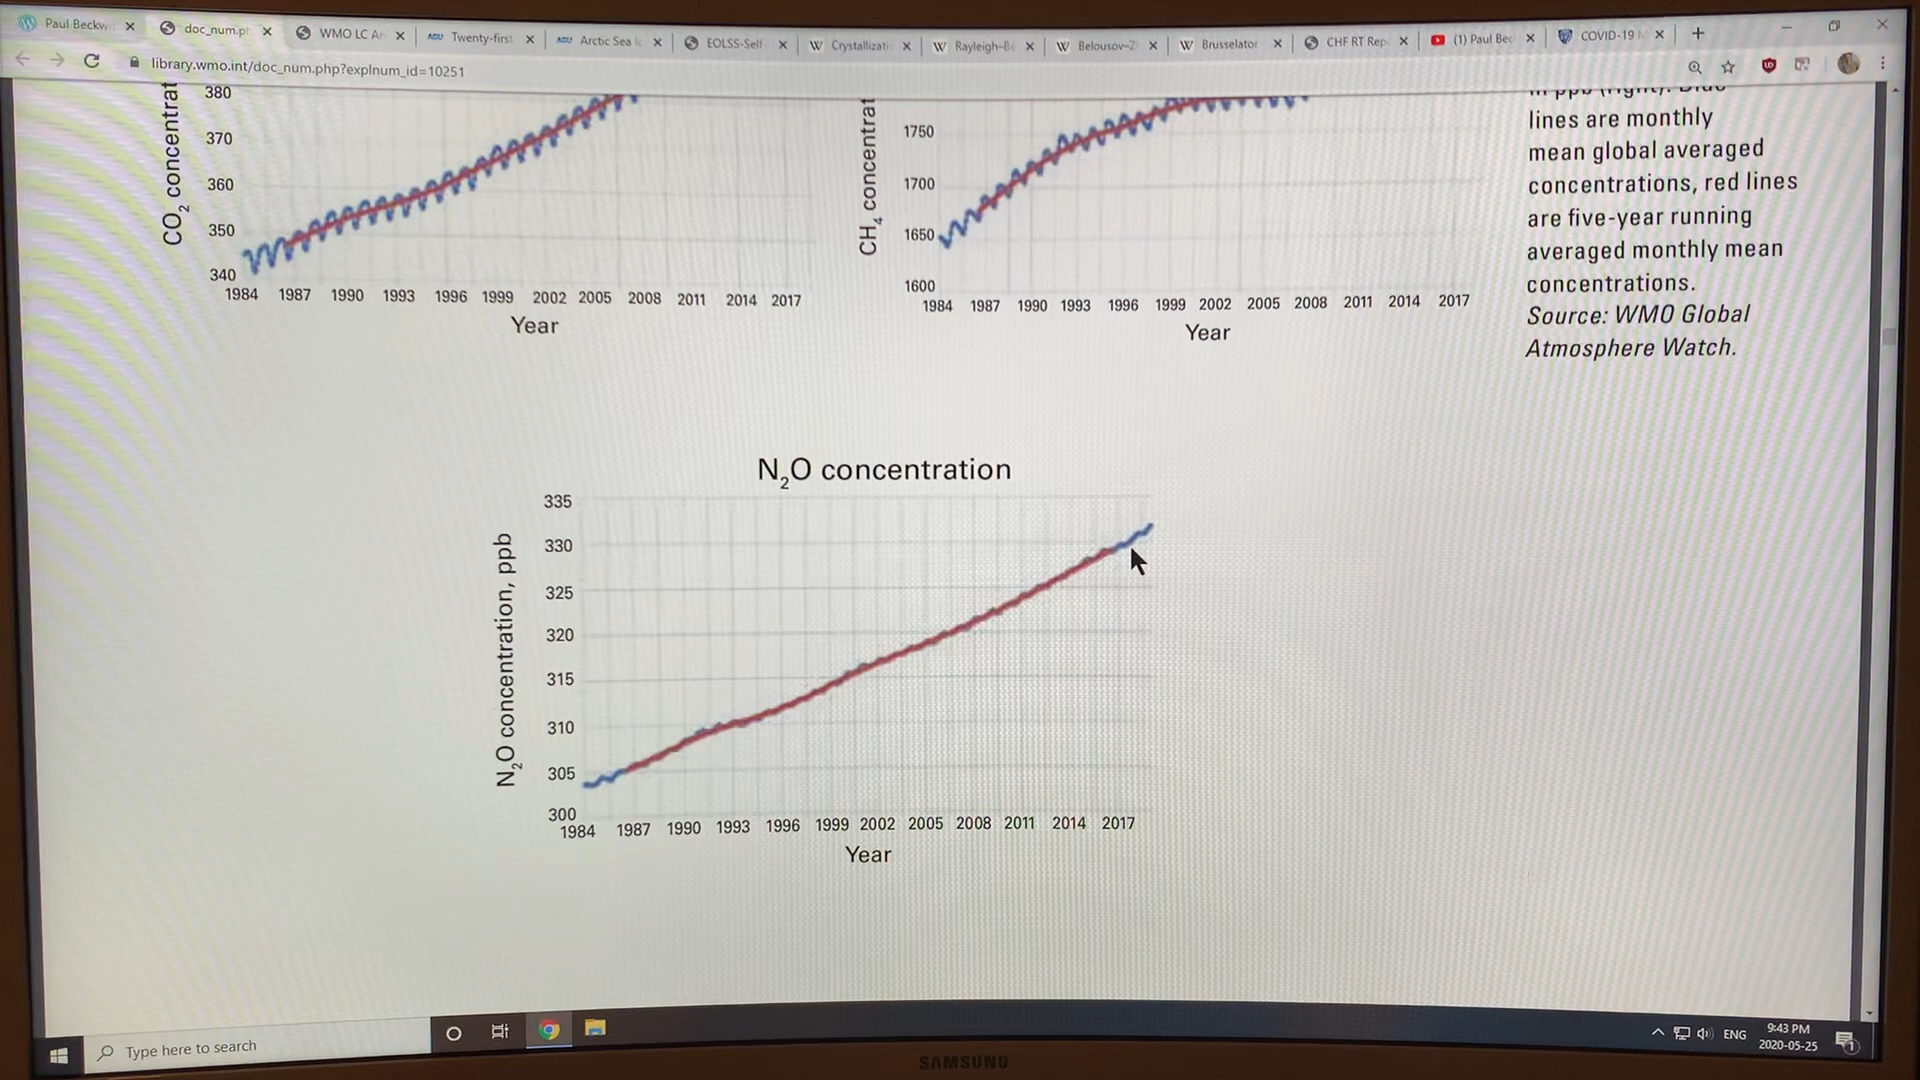 Paul Beckw
doc_num.p
WMO LC Ar
AGU Twenty-first
AGU Arctic Sea Ic
EOLSS-Self-
Crystallizati
Rayleigh–Bé
Belousov–Z
Brusselator
CHF RT Rep
(1) Paul Bec
COVID-19
library.wmo.int/doc_num.php?explnum_id=10251
CO2 concentrat
380
370
360
350
340
1984 1987 1990 1993 1996 1999 2002 2005 2008 2011 2014 2017
Year
CH4 concentrat
1750
1700
1650
1600
1984 1987 1990 1993 1996 1999 2002 2005 2008 2011 2014 2017
Year
lines are monthly
mean global averaged
concentrations, red lines
are five-year running
averaged monthly mean
concentrations.
Source: WMO Global
Atmosphere Watch.
N2O concentration
N2O concentration, ppb
335
330
325
320
315
310
305
300
1984 1987 1990 1993 1996 1999 2002 2005 2008 2011 2014 2017
Year
Type here to search
ENG
9:43 PM
2020-05-25
1
SAMSUNG